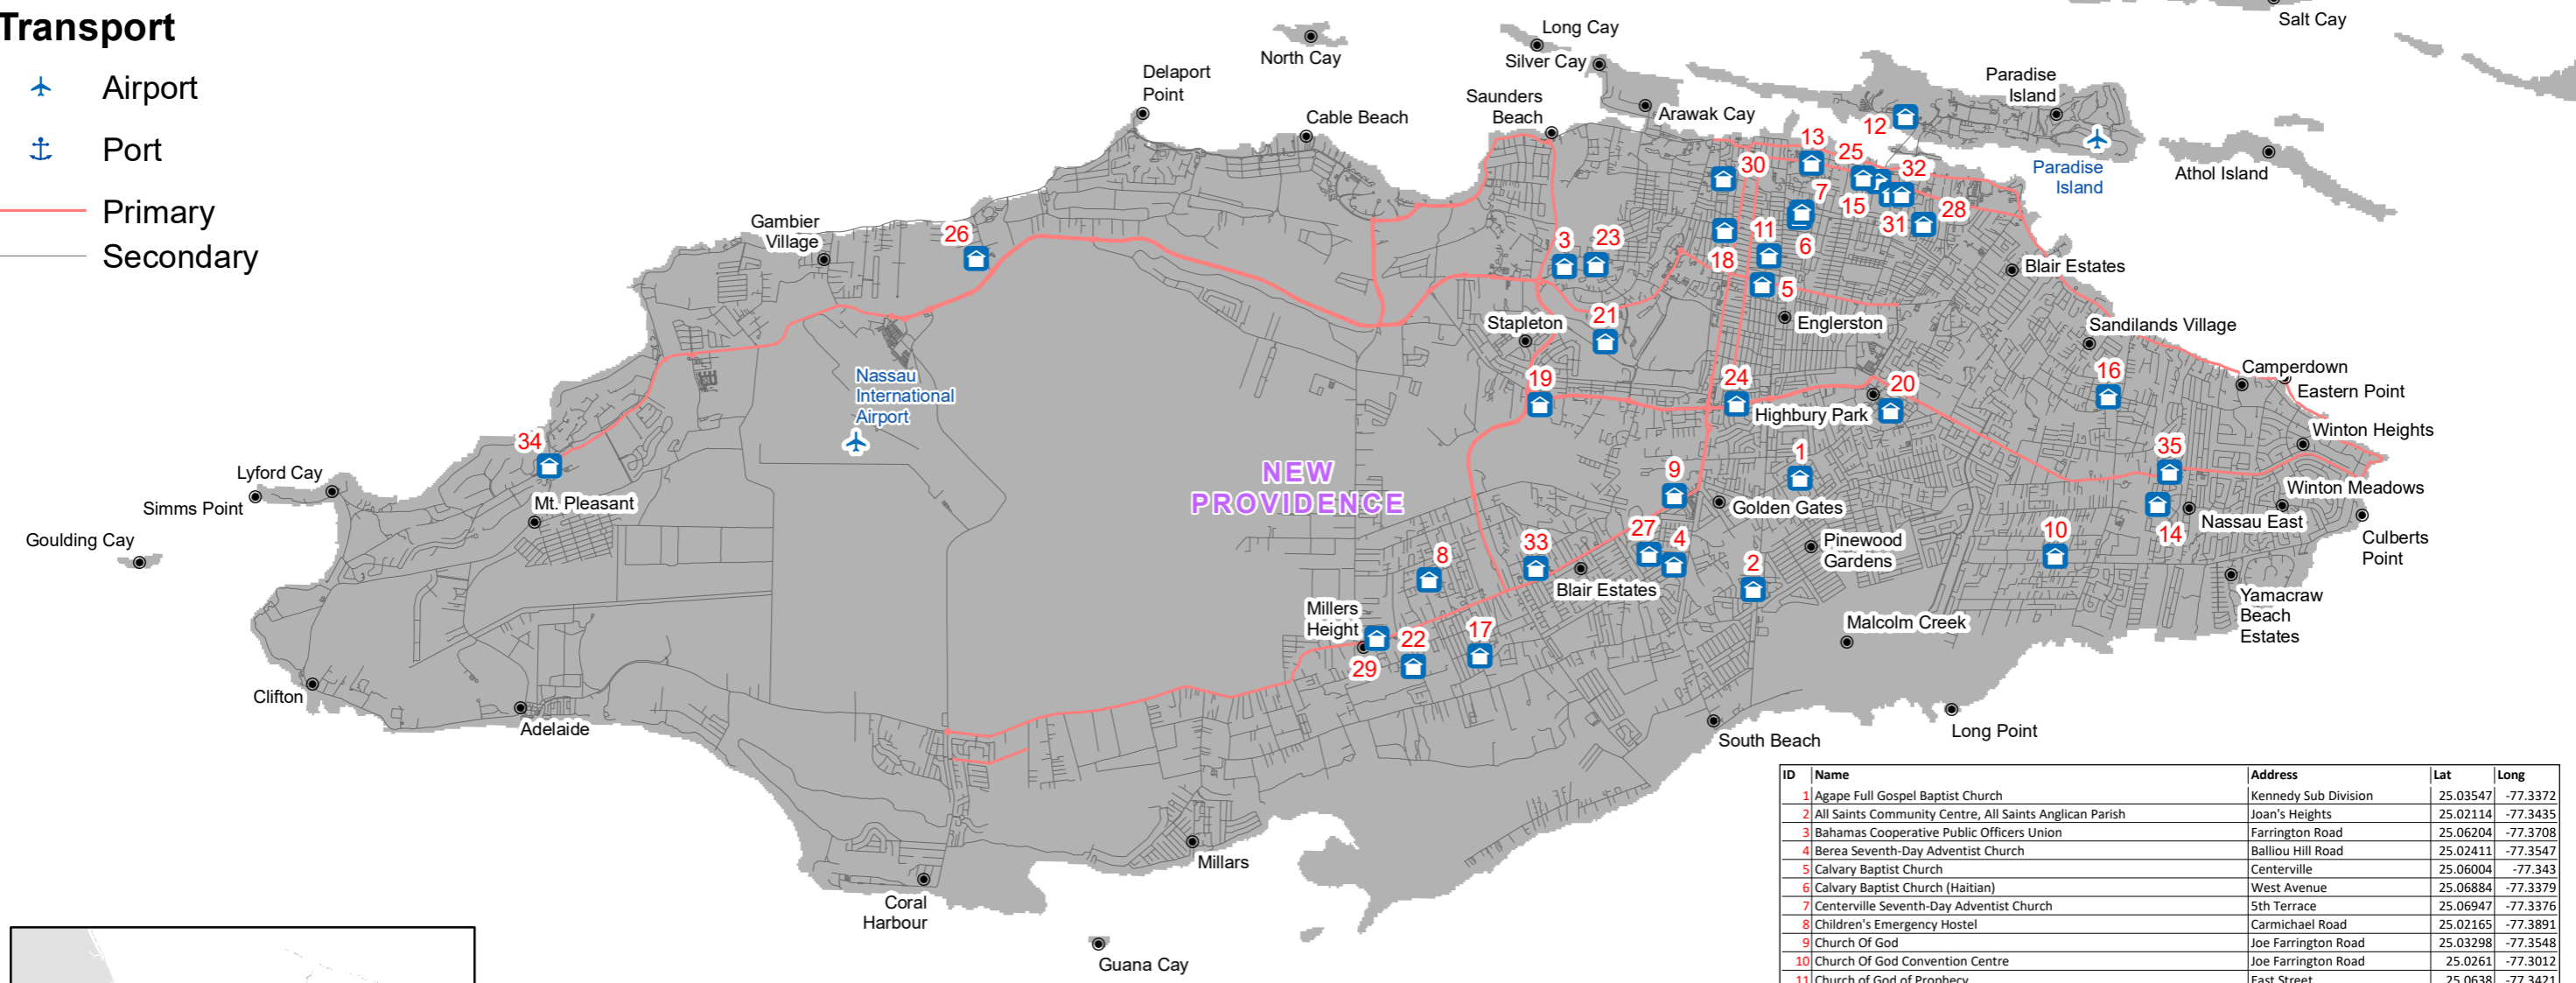 Transport
Airport
Port
Primary
Secondary
Salt Cay
Long Cay
North Cay
Silver Cay
Delaport
Point
Paradise
Island
Saunders
Beach
Cable Beach
Arawak Cay
12
13
25
30
32
Paradise
Island
Athol Island
7
15
28
Gambier
Village
26
3
23
11
31
6
18
Blair Estates
5
21
Stapleton
Englerston
Sandilands Village
Nassau
International
Airport
19
24
20
16
Camperdown
Eastern Point
Highbury Park
Winton Heights
34
35
1
9
Lyford Cay
Simms Point
Mt. Pleasant
NEW
PROVIDENCE
Golden Gates
Winton Meadows
Nassau East
Goulding Cay
27
4
33
8
Pinewood
Gardens
10
14
Culberts
Point
2
Blair Estates
Yamacraw
Beach
Estates
Millers
Height
17
22
29
Malcolm Creek
Clifton
Adelaide
South Beach
Long Point
Millars
Coral
Harbour
Guana Cay
ID Name Address Lat Long
1 Agape Full Gospel Baptist Church Kennedy Sub Division 25.03547 -77.3372
2 All Saints Community Centre, All Saints Anglican Parish Joan's Heights 25.02114 -77.3435
3 Bahamas Cooperative Public Officers Union Farrington Road 25.06204 -77.3708
4 Berea Seventh-Day Adventist Church Balliou Hill Road 25.02411 -77.3547
5 Calvary Baptist Church Centerville 25.06004 -77.343
6 Calvary Baptist Church (Haitian) West Avenue 25.06884 -77.3379
7 Centerville Seventh-Day Adventist Church 5th Terrace 25.06947 -77.3376
8 Children's Emergency Hostel Carmichael Road 25.02165 -77.3891
9 Church Of God Joe Farrington Road 25.03298 -77.3548
10 Church Of God Convention Centre Joe Farrington Road 25.0261 -77.3012
11 Church of God of Prophecy East Street 25.0638 -77.3421